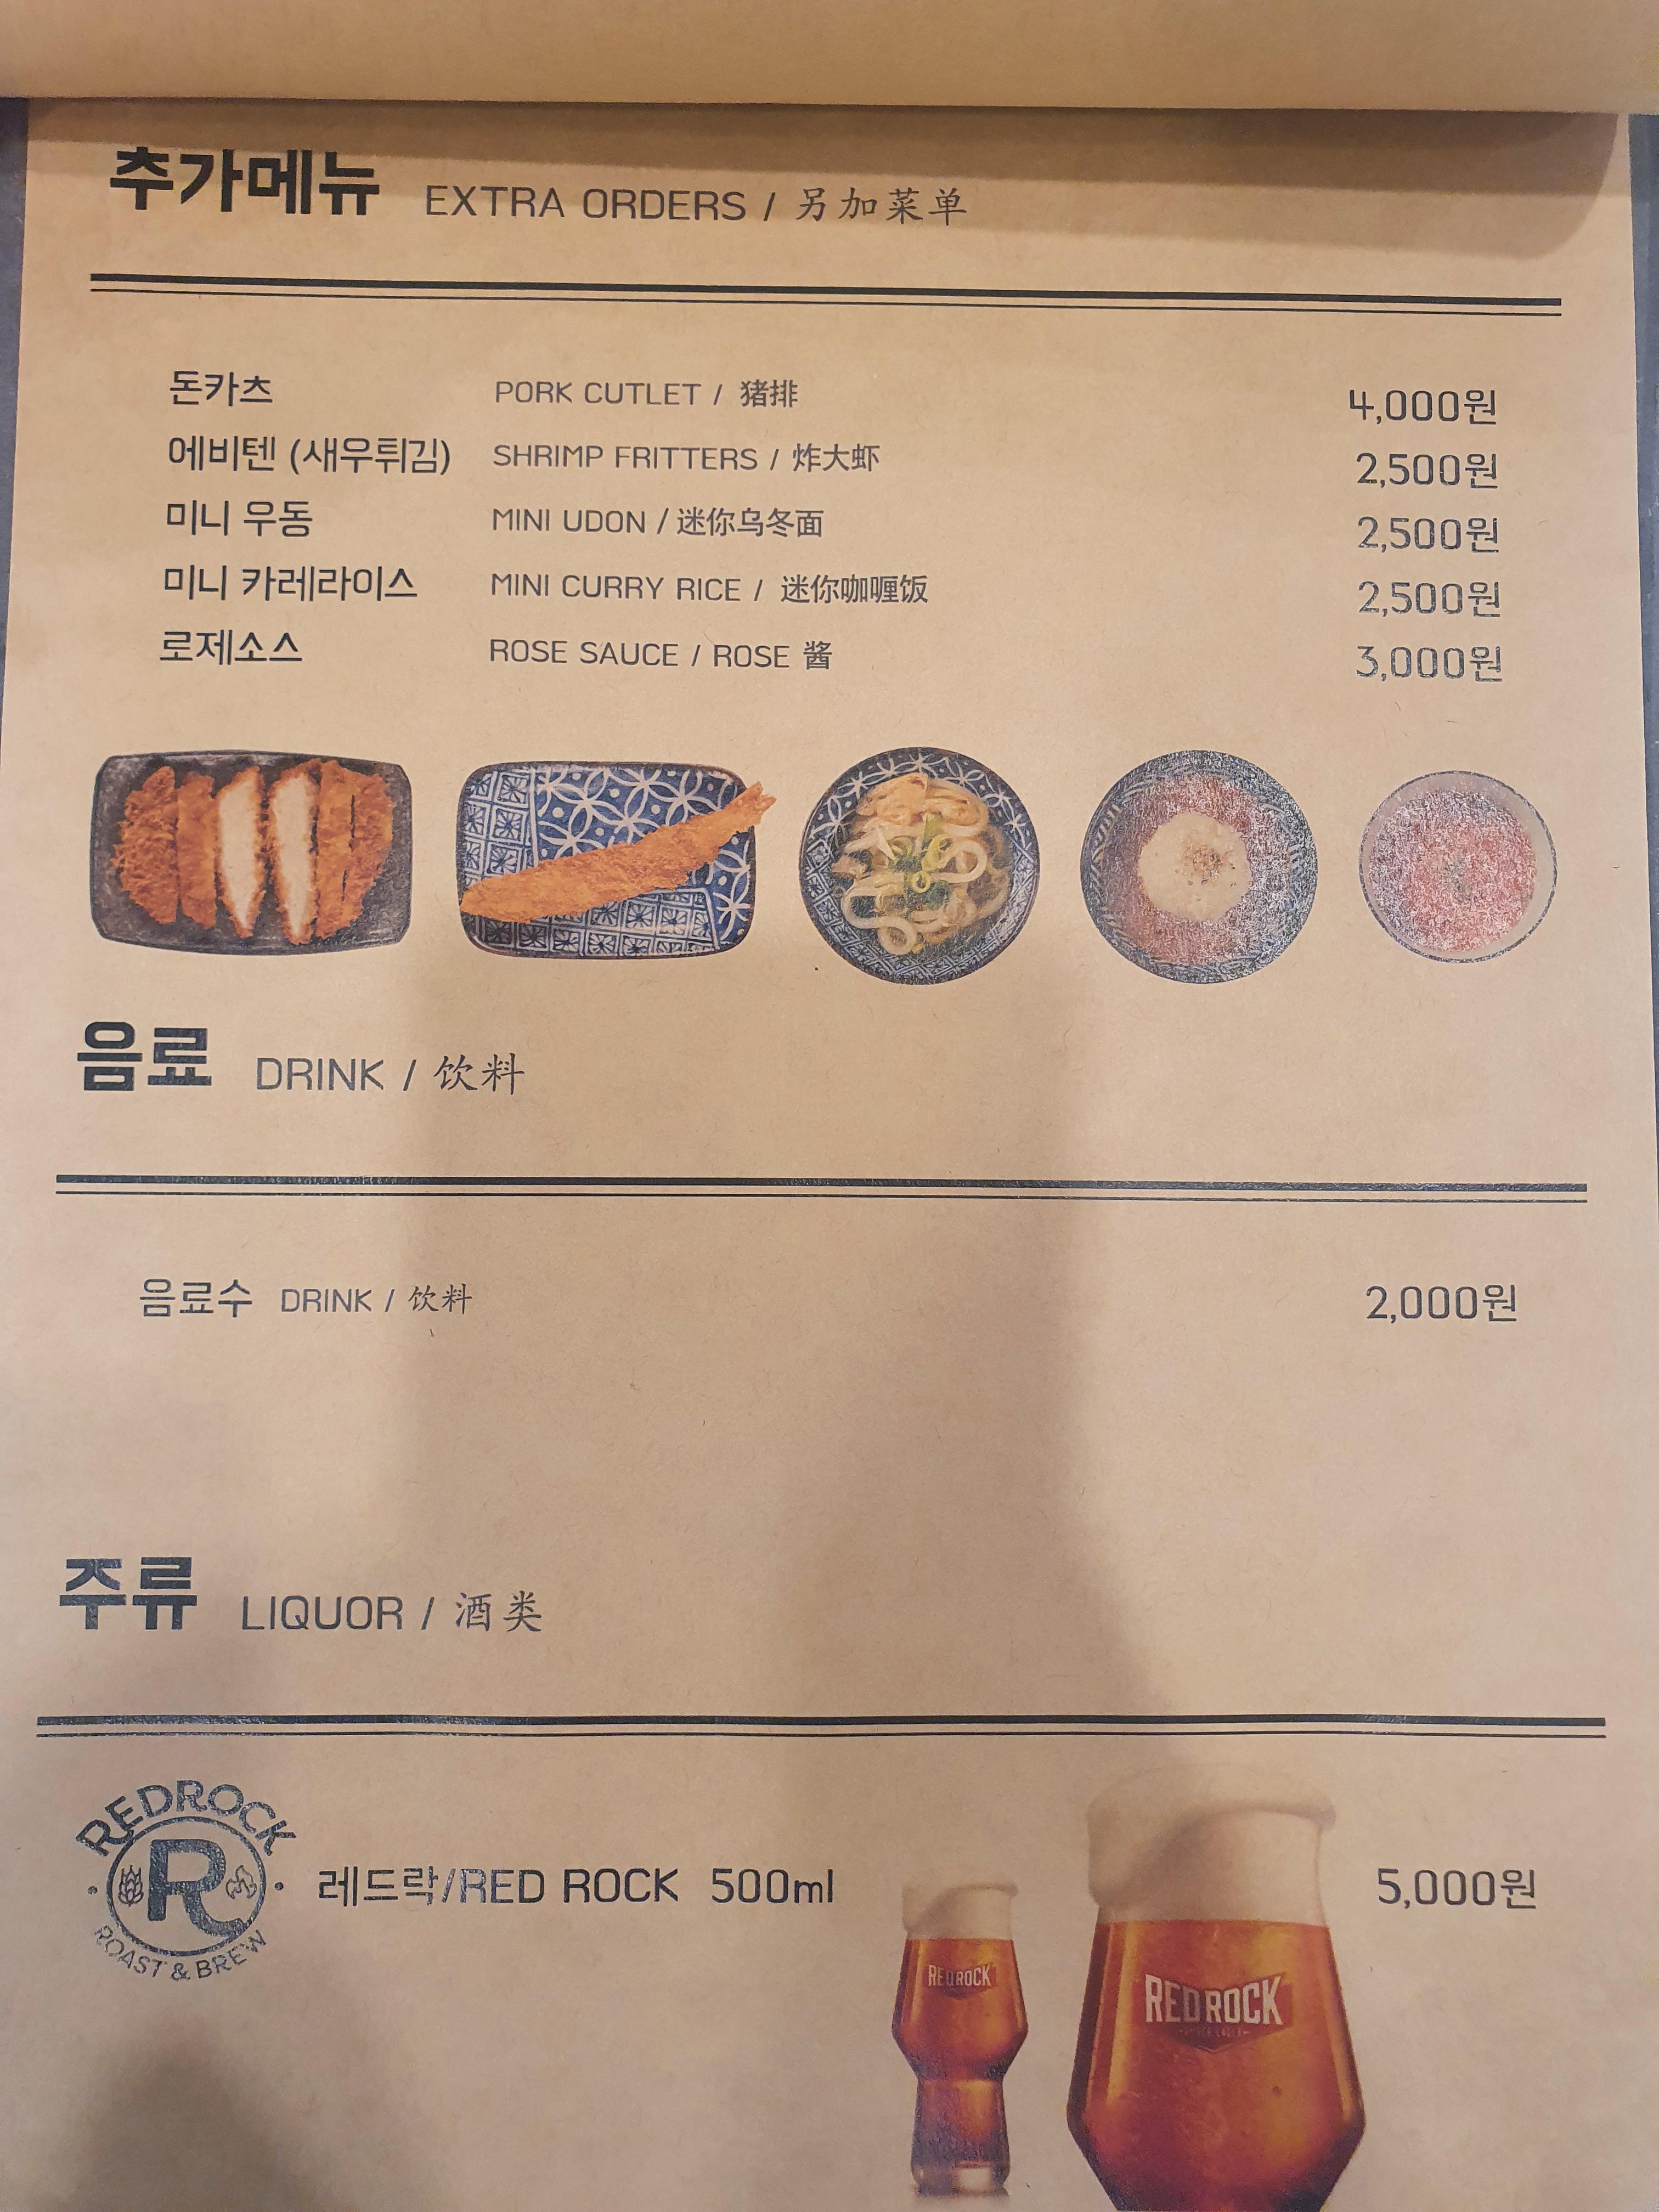 추가메뉴 EXTRA ORDERS / 另加菜单
돈카츠 PORK CUTLET / 猪排 4,000원
에비텐 (새우튀김) SHRIMP FRITTERS / 炸大虾 2,500원
미니 우동 MINI UDON / 迷你乌冬面 2,500원
미니 카레라이스 MINI CURRY RICE / 迷你咖喱饭 2,500원
로제소스 ROSE SAUCE / ROSE 酱 3,000원
음료 DRINK / 饮料
음료수 DRINK / 饮料 2,000원
주류 LIQUOR / 酒类
REDROCK
R
ROAST & BREW
레드락/RED ROCK 500ml 5,000원
REDROCK
REDROCK